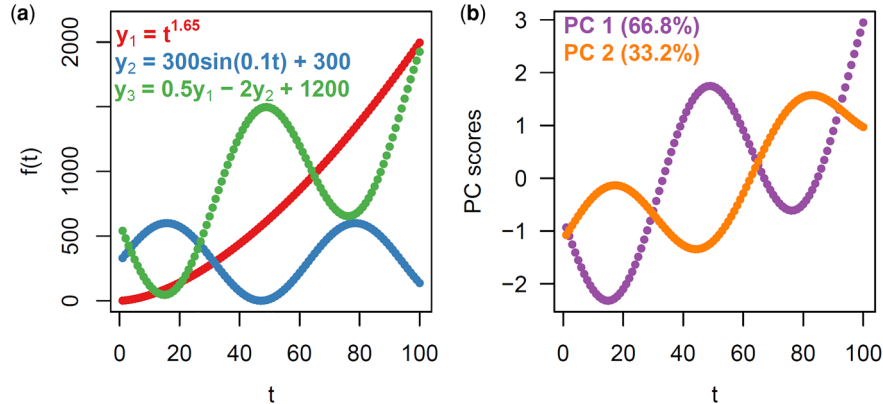 (a)
y₁ = t¹·⁶⁵
y₂ = 300sin(0.1t) + 300
y₃ = 0.5y₁ − 2y₂ + 1200
f(t)
2000
1000
500
0
0 20 40 60 80 100
t
(b)
PC 1 (66.8%)
PC 2 (33.2%)
PC scores
3
2
1
0
−1
−2
0 20 40 60 80 100
t